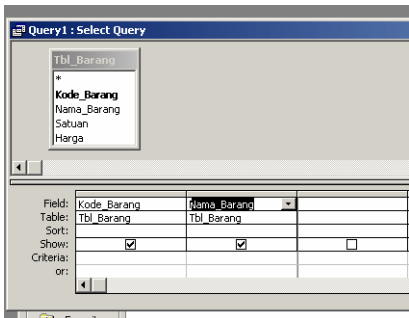 Query1 : Select Query
Tbl_Barang
*
Kode_Barang
Nama_Barang
Satuan
Harga
Field: Kode_Barang Nama_Barang
Table: Tbl_Barang Tbl_Barang
Sort:
Show:
Criteria:
or: